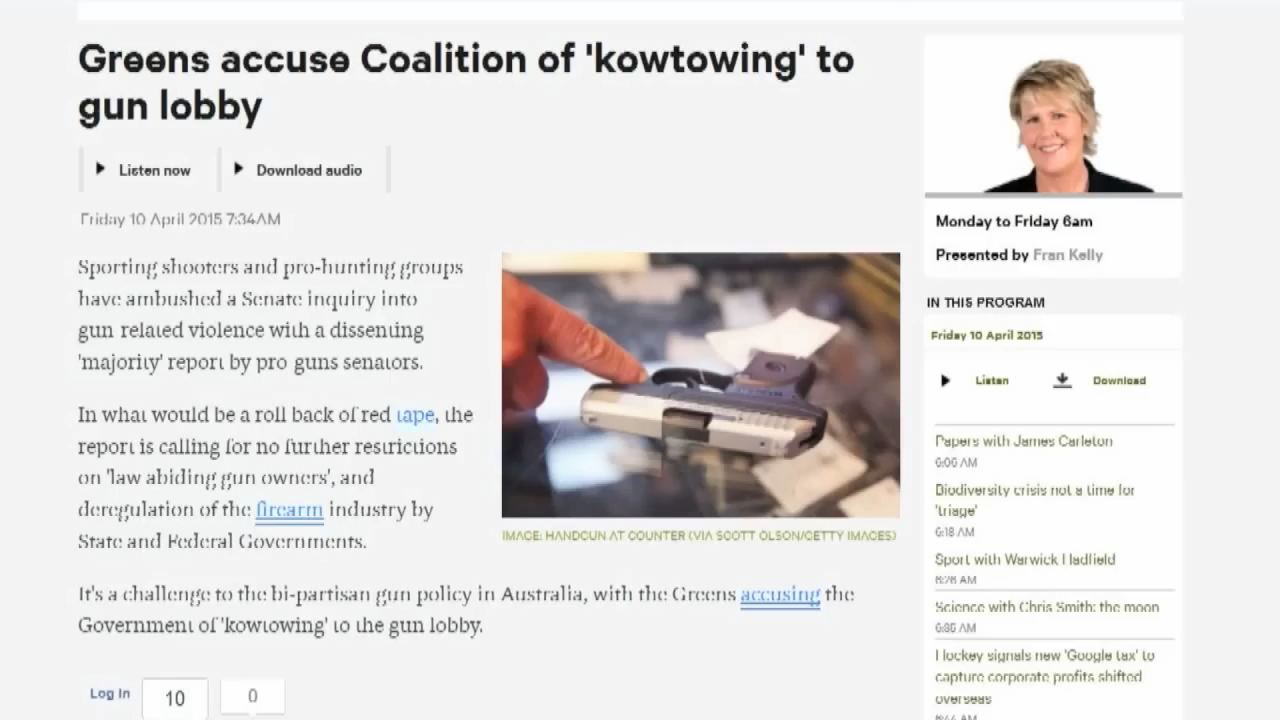 Greens accuse Coalition of 'kowtowing' to
gun lobby
Listen now
Download audio
Friday 10 April 2015 7:34AM
Sporting shooters and pro-hunting groups
have ambushed a Senate inquiry into
gun related violence with a dissenting
'majority' report by pro guns senators.
In what would be a roll back of red tape, the
report is calling for no further restrictions
on 'law abiding gun owners', and
deregulation of the firearm industry by
State and Federal Governments.
IMAGE: HANDGUN AT COUNTER (VIA SCOTT OLSON/GETTY IMAGES)
It's a challenge to the bi-partisan gun policy in Australia, with the Greens accusing the
Government of 'kowtowing' to the gun lobby.
Log In
10
0
Monday to Friday 6am
Presented by Fran Kelly
IN THIS PROGRAM
Friday 10 April 2015
Listen
Download
Papers with James Carleton
6:06 AM
Biodiversity crisis not a time for
'triage'
6:18 AM
Sport with Warwick Hadfield
6:26 AM
Science with Chris Smith: the moon
6:35 AM
Hockey signals new 'Google tax' to
capture corporate profits shifted
overseas
6:44 AM